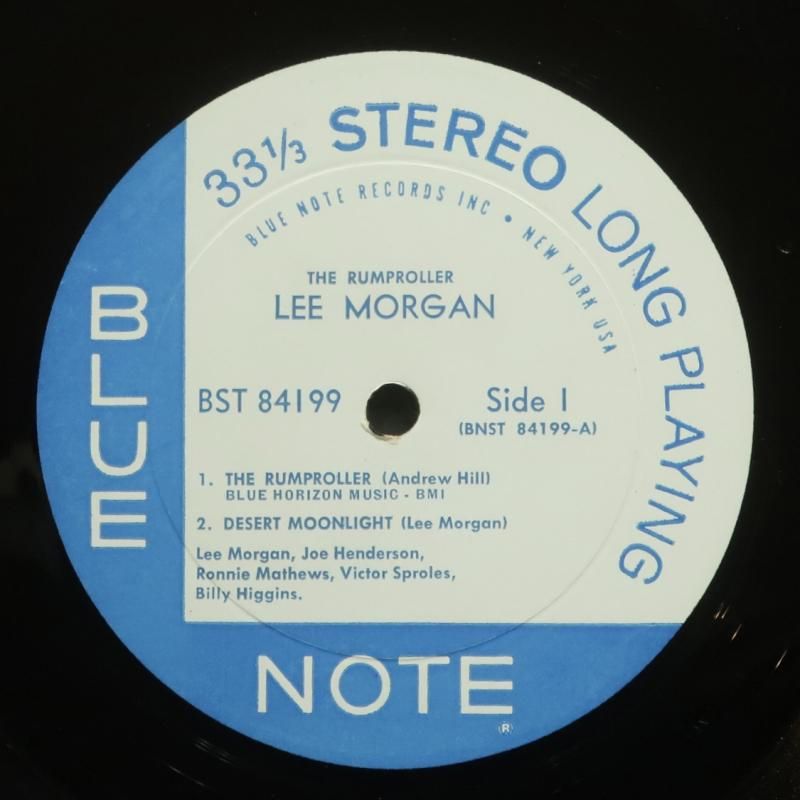 33⅓ STEREO LONG PLAYING
BLUE NOTE RECORDS INC • NEW YORK USA
THE RUMPROLLER
LEE MORGAN
BST 84199
Side 1
(BNST 84199-A)
1. THE RUMPROLLER (Andrew Hill)
BLUE HORIZON MUSIC - BMI
2. DESERT MOONLIGHT (Lee Morgan)
Lee Morgan, Joe Henderson,
Ronnie Mathews, Victor Sproles,
Billy Higgins.
BLUE
NOTE
®